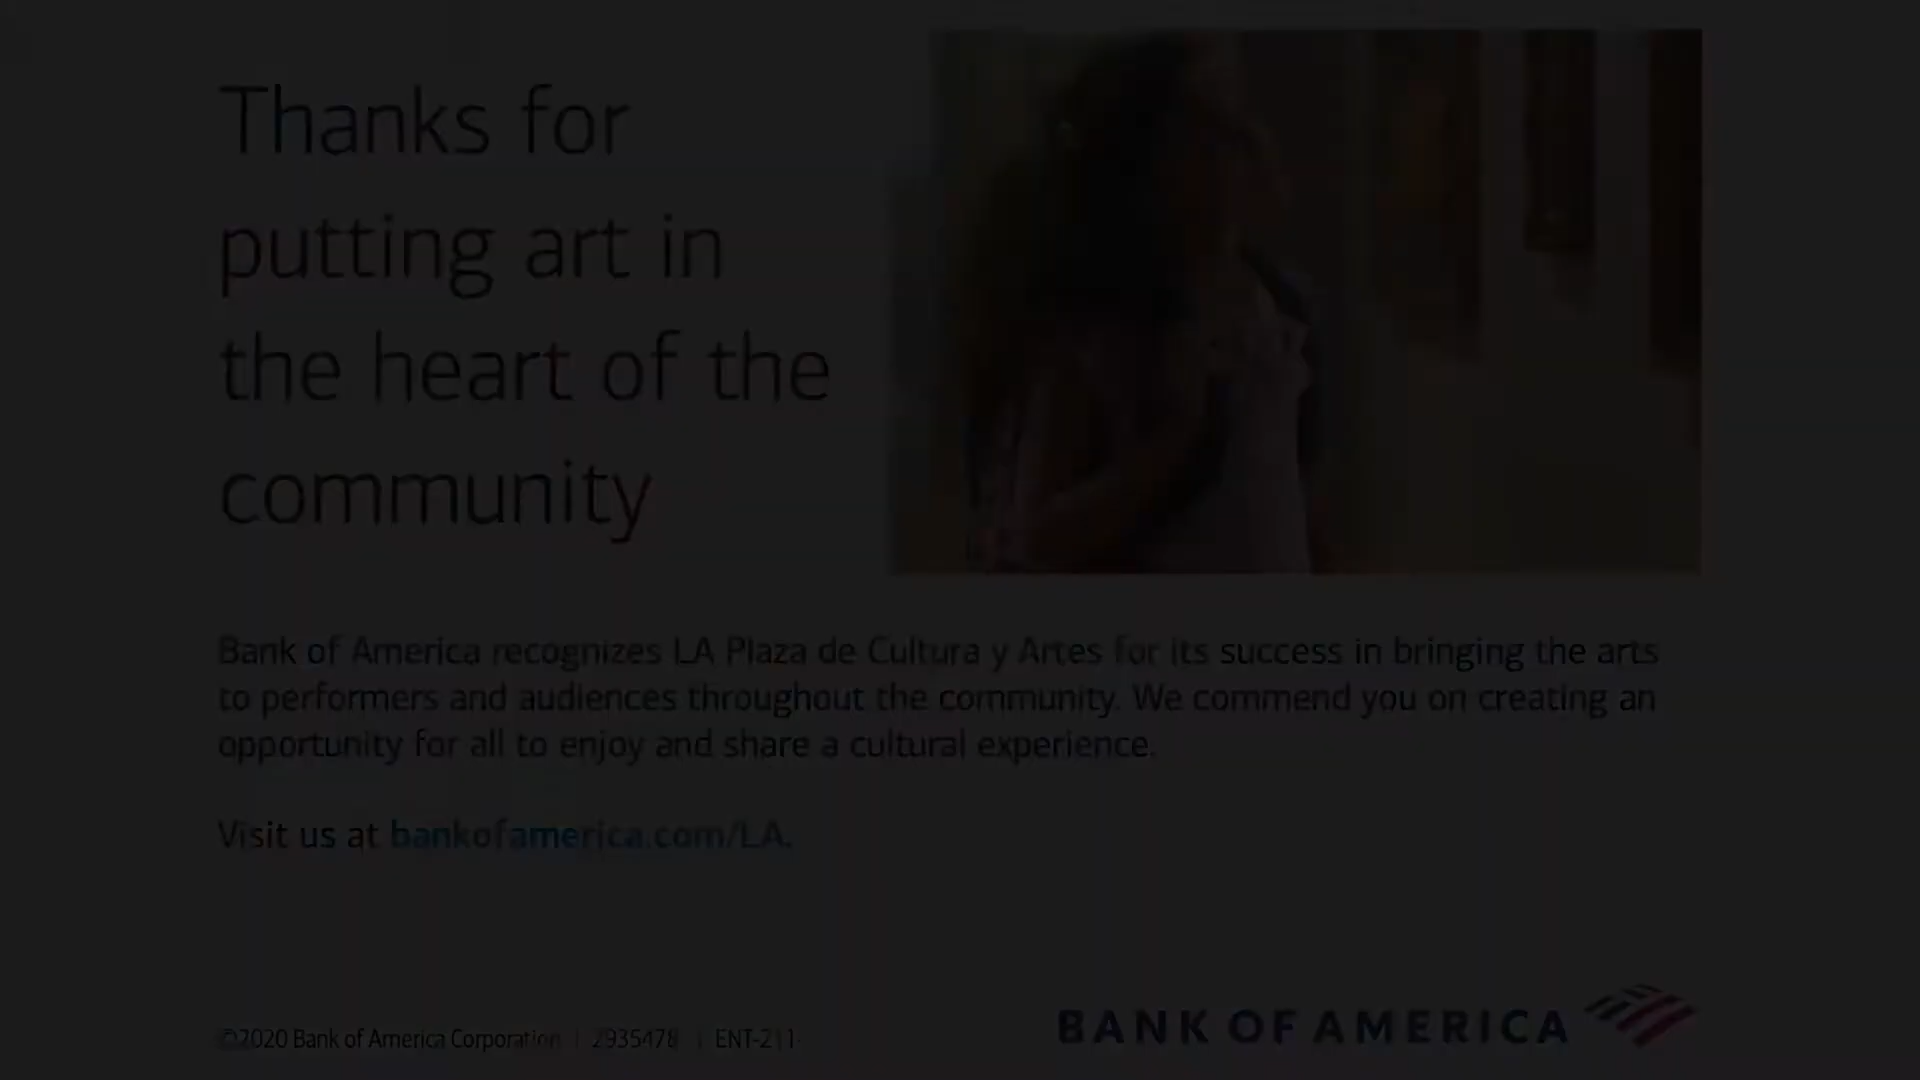 Thanks for
putting art in
the heart of the
community
Bank of America recognizes LA Plaza de Cultura y Artes for its success in bringing the arts
to performers and audiences throughout the community. We commend you on creating an
opportunity for all to enjoy and share a cultural experience.
Visit us at bankofamerica.com/LA.
©2020 Bank of America Corporation | 2935478 | ENT-211
BANK OF AMERICA